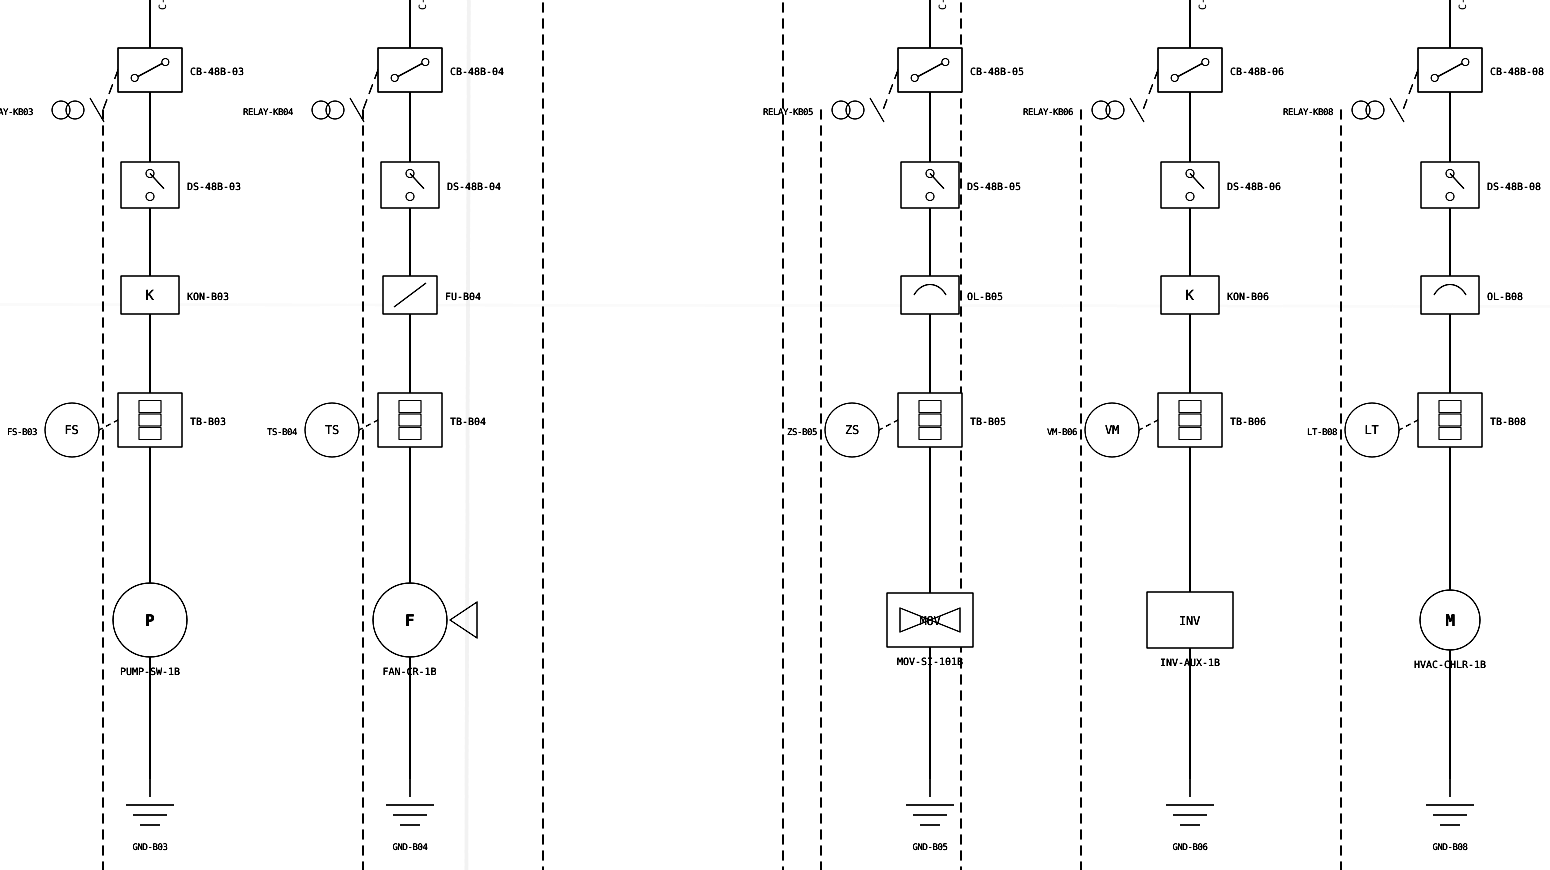 C-
C-
C-
C-
C-
CB-48B-03
CB-48B-04
CB-48B-05
CB-48B-06
CB-48B-08
AY-KB03
RELAY-KB04
RELAY-KB05
RELAY-KB06
RELAY-KB08
DS-48B-03
DS-48B-04
DS-48B-05
DS-48B-06
DS-48B-08
K
KON-B03
FU-B04
OL-B05
K
KON-B06
OL-B08
FS-B03
FS
TB-B03
TS-B04
TS
TB-B04
ZS-B05
ZS
TB-B05
VM-B06
VM
TB-B06
LT-B08
LT
TB-B08
P
F
MOV
INV
M
PUMP-SW-1B
FAN-CR-1B
MOV-SI-101B
INV-AUX-1B
HVAC-CHLR-1B
GND-B03
GND-B04
GND-B05
GND-B06
GND-B08